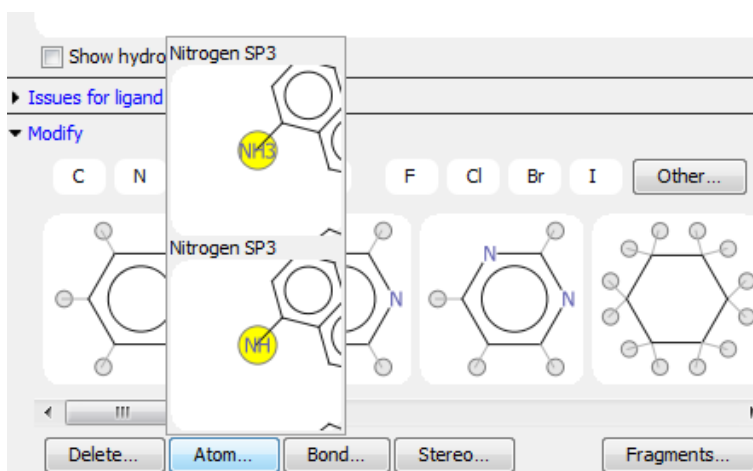 Show hydro
Nitrogen SP3
NH3
Issues for ligand
Modify
C N F Cl Br I Other...
Nitrogen SP3
NH
N
N
N
Delete... Atom... Bond... Stereo... Fragments...